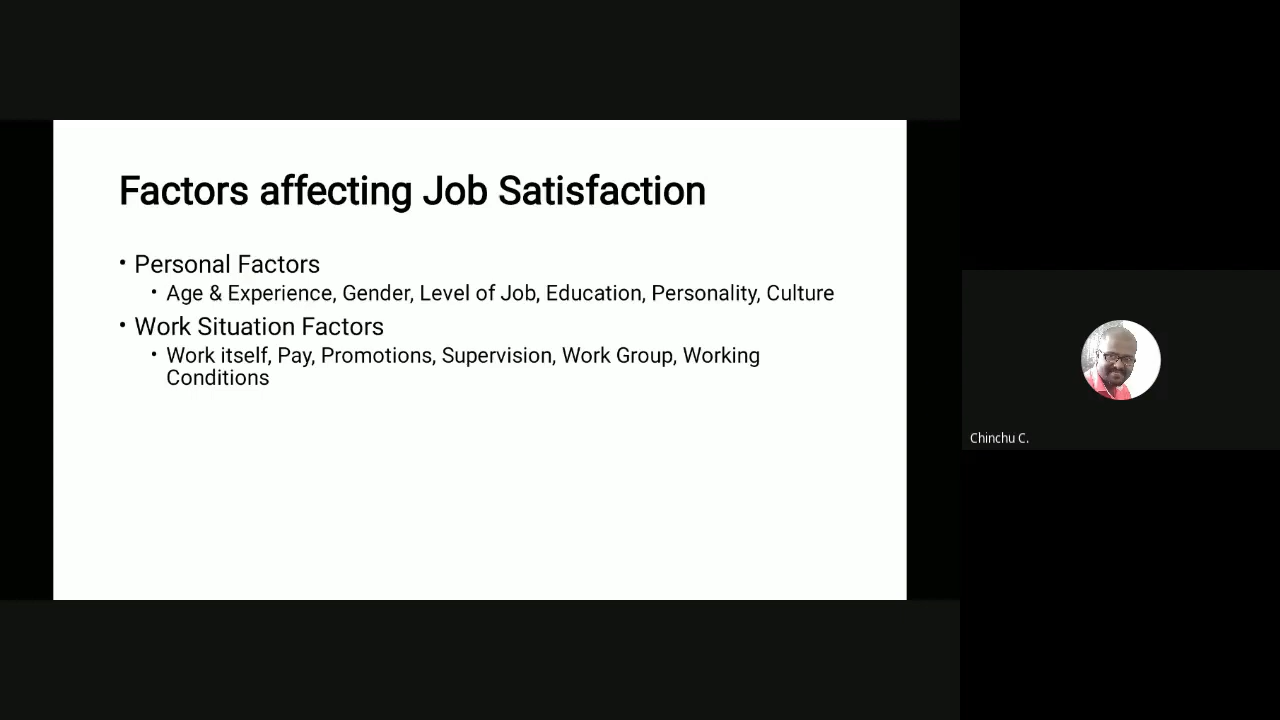 Factors affecting Job Satisfaction
• Personal Factors
• Age & Experience, Gender, Level of Job, Education, Personality, Culture
• Work Situation Factors
• Work itself, Pay, Promotions, Supervision, Work Group, Working
Conditions
Chinchu C.